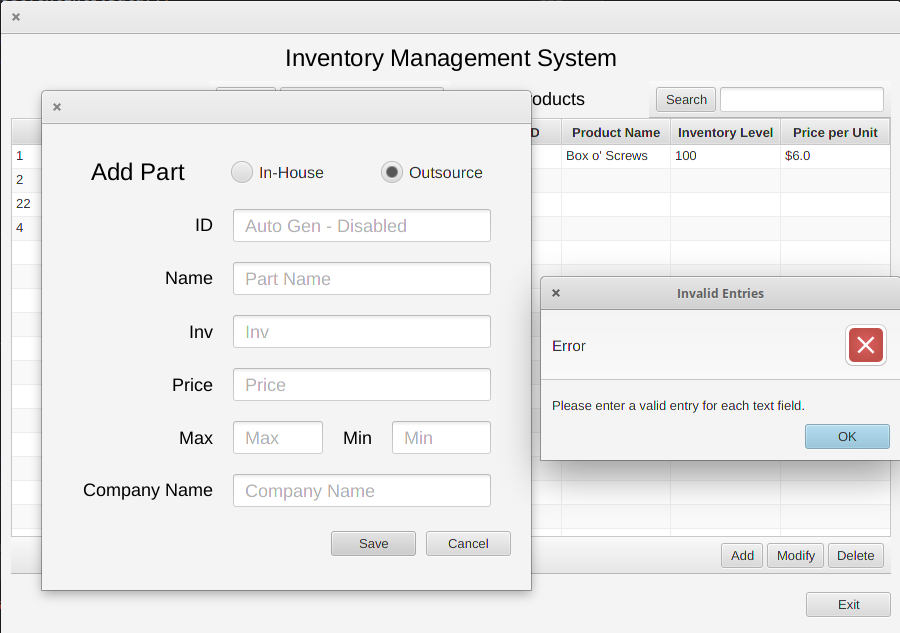 Inventory Management System
Products
Search
Product Name Inventory Level Price per Unit
1 Box o' Screws 100 $6.0
2
22
4
Add Part In-House Outsource
ID Auto Gen - Disabled
Name Part Name
Inv Inv
Price Price
Max Max Min Min
Company Name Company Name
Save Cancel
Invalid Entries
Error
Please enter a valid entry for each text field.
OK
Add Modify Delete
Exit